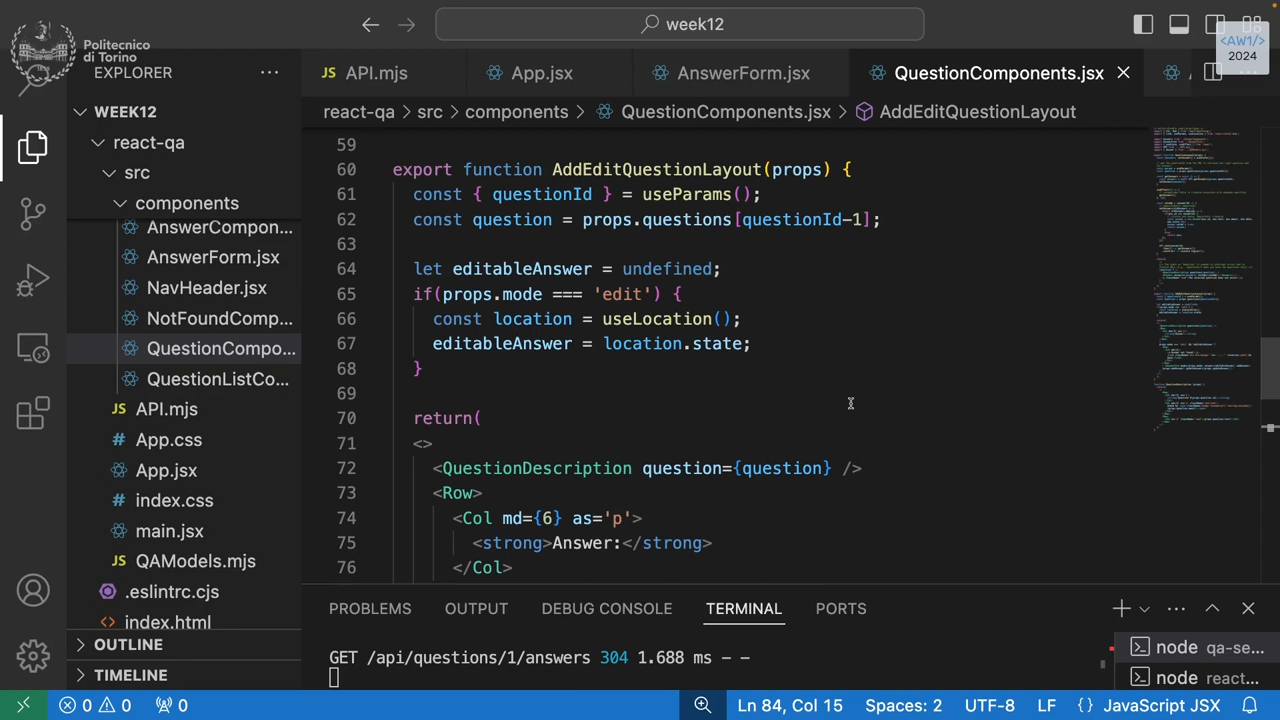 week12
Politecnico
di Torino
<AW1/>
2024
EXPLORER
API.mjs
App.jsx
AnswerForm.jsx
QuestionComponents.jsx
react-qa > src > components > QuestionComponents.jsx > AddEditQuestionLayout
WEEK12
react-qa
src
components
AnswerCompon...
AnswerForm.jsx
NavHeader.jsx
NotFoundComp...
QuestionCompo...
QuestionListCo...
API.mjs
App.css
App.jsx
index.css
main.jsx
QAModels.mjs
.eslintrc.cjs
index.html
OUTLINE
TIMELINE
59
60 export function AddEditQuestionLayout(props) {
61 const { questionId } = useParams();
62 const question = props.questions[questionId-1];
63
64 let editableAnswer = undefined;
65 if(props.mode === 'edit') {
66 const location = useLocation();
67 editableAnswer = location.state;
68 }
69
70 return(
71 <>
72 <QuestionDescription question={question} />
73 <Row>
74 <Col md={6} as='p'>
75 <strong>Answer:</strong>
76 </Col>
PROBLEMS OUTPUT DEBUG CONSOLE TERMINAL PORTS
GET /api/questions/1/answers 304 1.688 ms - -
node qa-se...
node react...
0 0 0 Ln 84, Col 15 Spaces: 2 UTF-8 LF {} JavaScript JSX